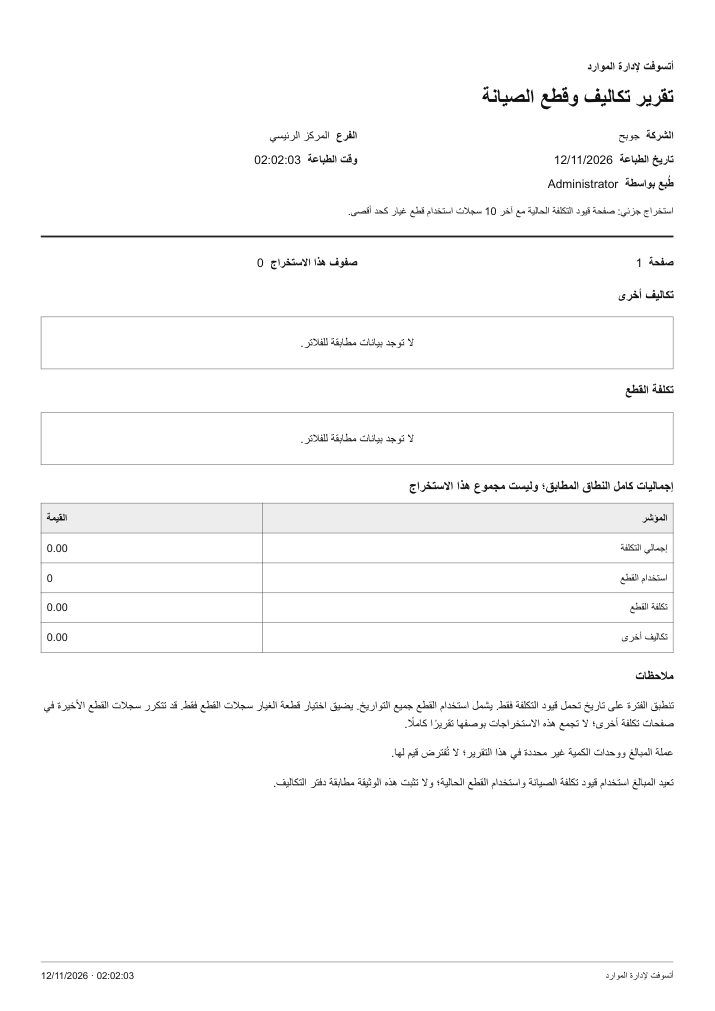 أتسوفت لإدارة الموارد
تقرير تكاليف وقطع الصيانة
الشركة جوبح
الفرع المركز الرئيسي
تاريخ الطباعة 12/11/2026
وقت الطباعة 02:02:03
طُبع بواسطة Administrator
استخراج جزئي: صفحة قيود التكلفة الحالية مع آخر 10 سجلات استخدام قطع غيار كحد أقصى.
صفحة 1
صفوف هذا الاستخراج 0
تكاليف أخرى
لا توجد بيانات مطابقة للفلاتر.
تكلفة القطع
لا توجد بيانات مطابقة للفلاتر.
إجماليات كامل النطاق المطابق؛ وليست مجموع هذا الاستخراج
المؤشر القيمة
إجمالي التكلفة 0.00
استخدام القطع 0
تكلفة القطع 0.00
تكاليف أخرى 0.00
ملاحظات
تنطبق الفترة على تاريخ تحمل قيود التكلفة فقط. يشمل استخدام القطع جميع التواريخ. يضيق اختيار قطعة الغيار سجلات القطع فقط. قد تتكرر سجلات القطع الأخيرة في
صفحات تكلفة أخرى؛ لا تجمع هذه الاستخراجات بوصفها تقريرًا كاملًا.
عملة المبالغ ووحدات الكمية غير محددة في هذا التقرير؛ لا تُفترض قيم لها.
تعيد المبالغ استخدام قيود تكلفة الصيانة واستخدام القطع الحالية؛ ولا تثبت هذه الوثيقة مطابقة دفتر التكاليف.
أتسوفت لإدارة الموارد
12/11/2026 · 02:02:03